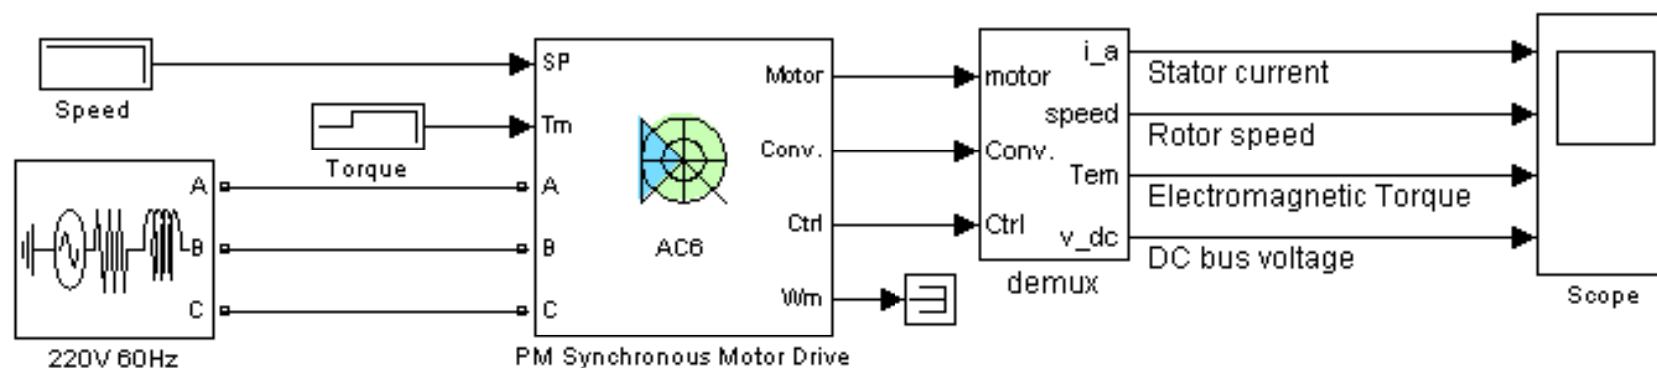 Speed
Torque
A
B
C
220V 60Hz
SP
Tm
A
B
C
Motor
Conv.
Ctrl
Wm
AC6
PM Synchronous Motor Drive
motor
Conv.
Ctrl
i_a
speed
Tem
v_dc
demux
Stator current
Rotor speed
Electromagnetic Torque
DC bus voltage
Scope